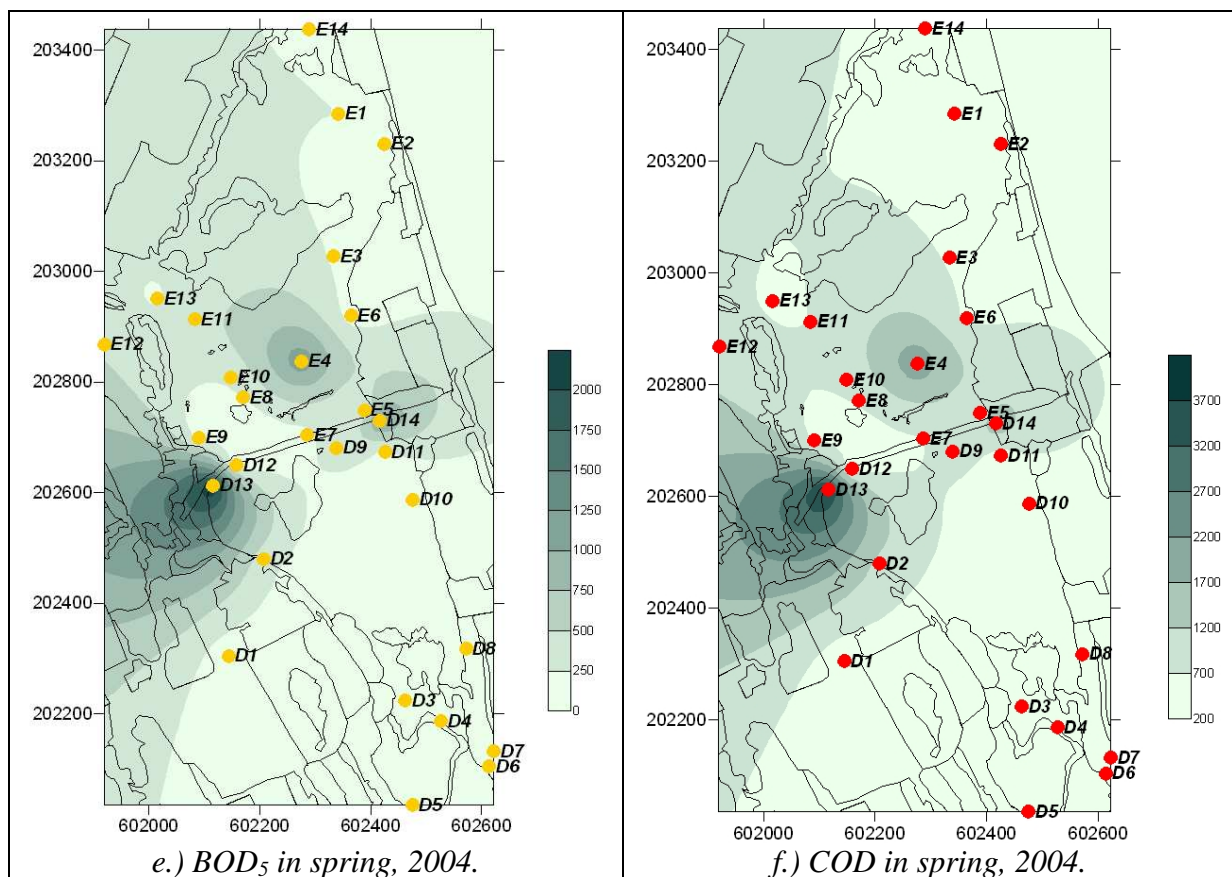 203400
203200
203000
202800
202600
202400
202200
602000 602200 602400 602600
E14
E1
E2
E3
E13
E11
E6
E12
E4
E10
E8
E5
D14
E9
E7
D9
D11
D12
D13
D10
D2
D1
D8
D3
D4
D7
D6
D5
2000
1750
1500
1250
1000
750
500
250
0
e.) BOD5 in spring, 2004.
203400
203200
203000
202800
202600
202400
202200
602000 602200 602400 602600
E14
E1
E2
E3
E13
E11
E6
E12
E4
E10
E8
E5
D14
E9
E7
D9
D11
D12
D13
D10
D2
D1
D8
D3
D4
D7
D6
D5
3700
3200
2700
2200
1700
1200
700
200
f.) COD in spring, 2004.